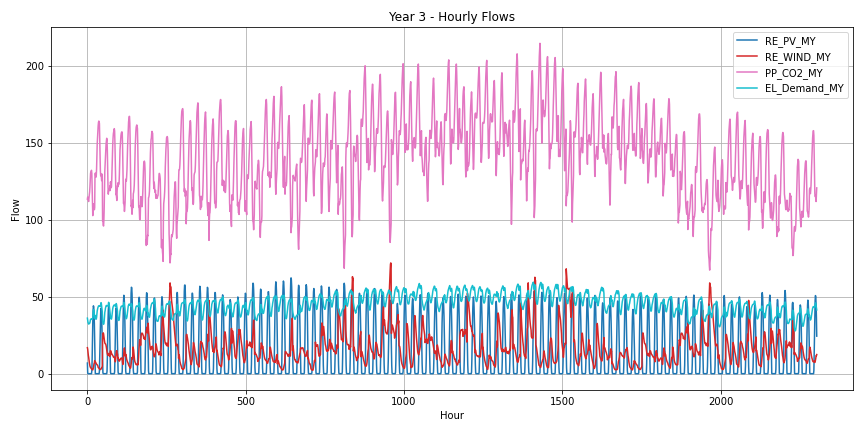 Year 3 - Hourly Flows
RE_PV_MY
RE_WIND_MY
PP_CO2_MY
EL_Demand_MY
200
150
100
50
0
Flow
0 500 1000 1500 2000
Hour